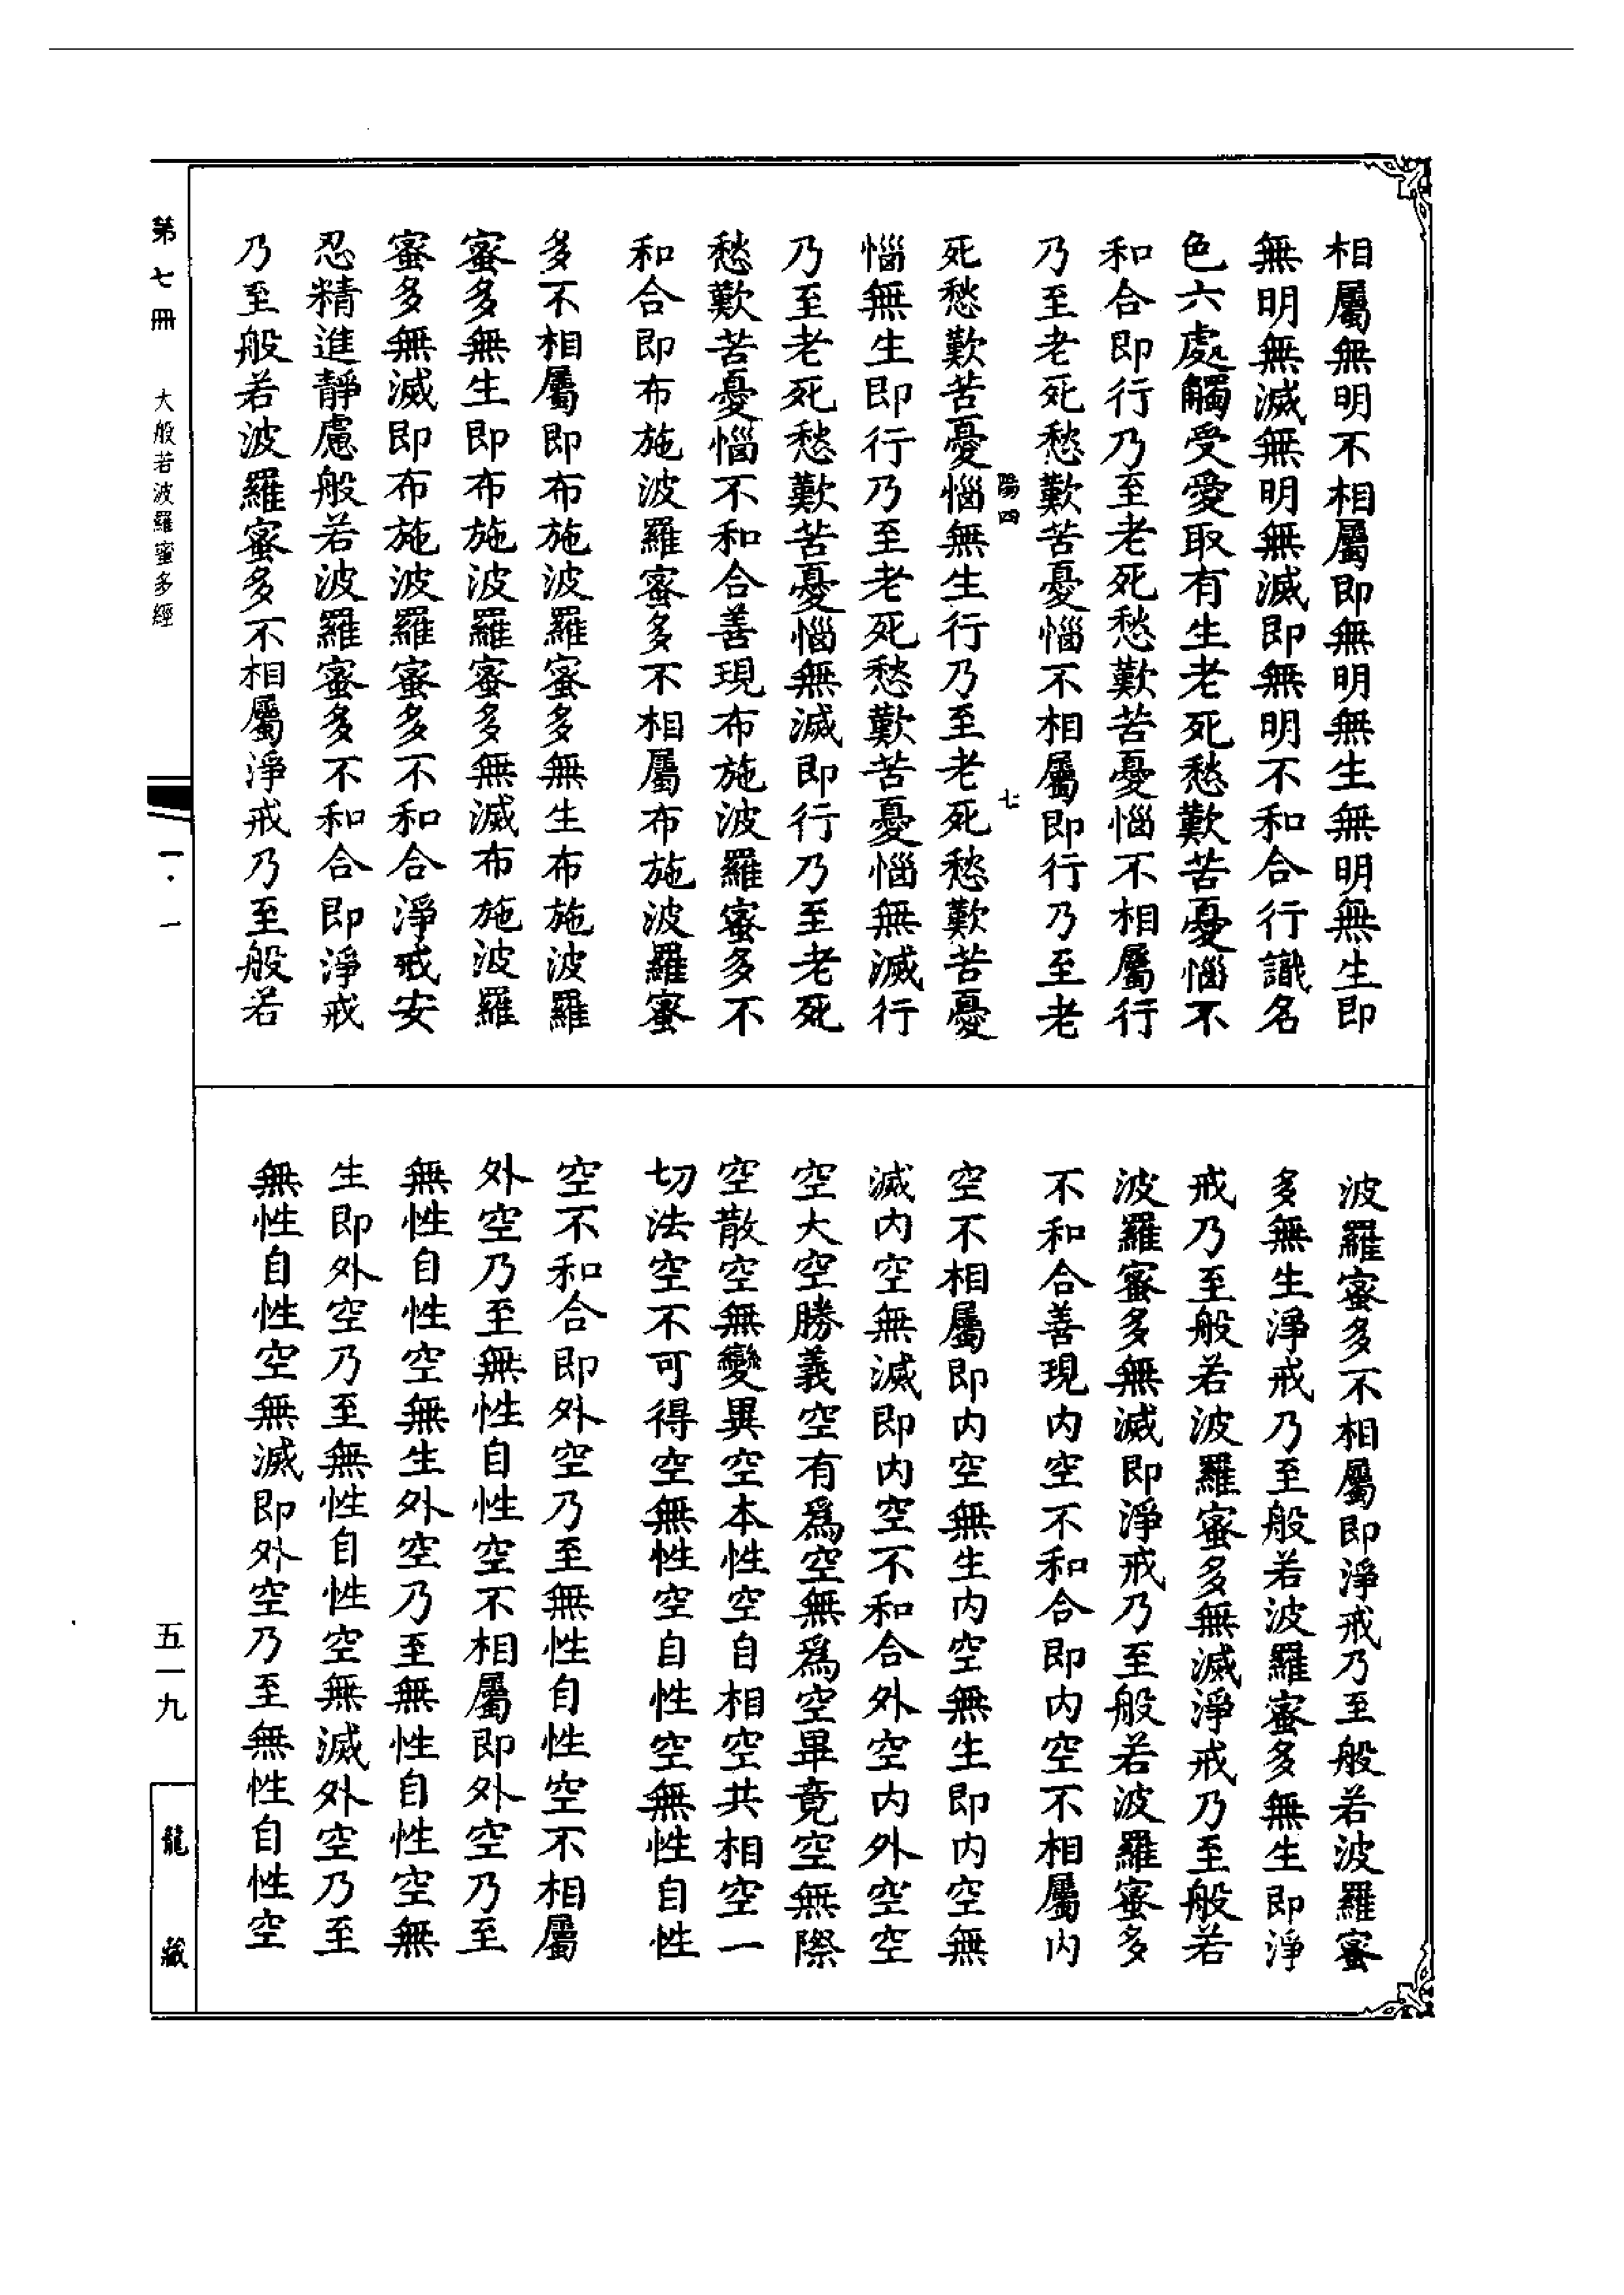 相屬無明不相屬即無明無生無明無生即
無明無滅無明無滅即無明不和合行識名
色六處觸受愛取有生老死愁歎苦憂惱不
和合即行乃至老死愁歎苦憂惱不相屬行
乃至老死愁歎苦憂惱不相屬即行乃至老
陽四 七
死愁歎苦憂惱無生行乃至老死愁歎苦憂
惱無生即行乃至老死愁歎苦憂惱無滅行
乃至老死愁歎苦憂惱無滅即行乃至老死
愁歎苦憂惱不和合善現布施波羅蜜多不
和合即布施波羅蜜多不相屬布施波羅蜜
多不相屬即布施波羅蜜多無生布施波羅
蜜多無生即布施波羅蜜多無滅布施波羅
蜜多無滅即布施波羅蜜多不和合淨戒安
忍精進靜慮般若波羅蜜多不和合即淨戒
乃至般若波羅蜜多不相屬淨戒乃至般若
波羅蜜多不相屬即淨戒乃至般若波羅蜜
多無生淨戒乃至般若波羅蜜多無生即淨
戒乃至般若波羅蜜多無滅淨戒乃至般若
波羅蜜多無滅即淨戒乃至般若波羅蜜多
不和合善現内空不和合即内空不相屬内
空不相屬即内空無生内空無生即内空無
滅内空無滅即内空不和合外空内外空空
空大空勝義空有爲空無爲空畢竟空無際
空散空無變異空本性空自相空共相空一
切法空不可得空無性空自性空無性自性
空不和合即外空乃至無性自性空不相屬
外空乃至無性自性空不相屬即外空乃至
無性自性空無生外空乃至無性自性空無
生即外空乃至無性自性空無滅外空乃至
無性自性空無滅即外空乃至無性自性空
第七冊 大般若波羅蜜多經
一·一
五一九
龍藏